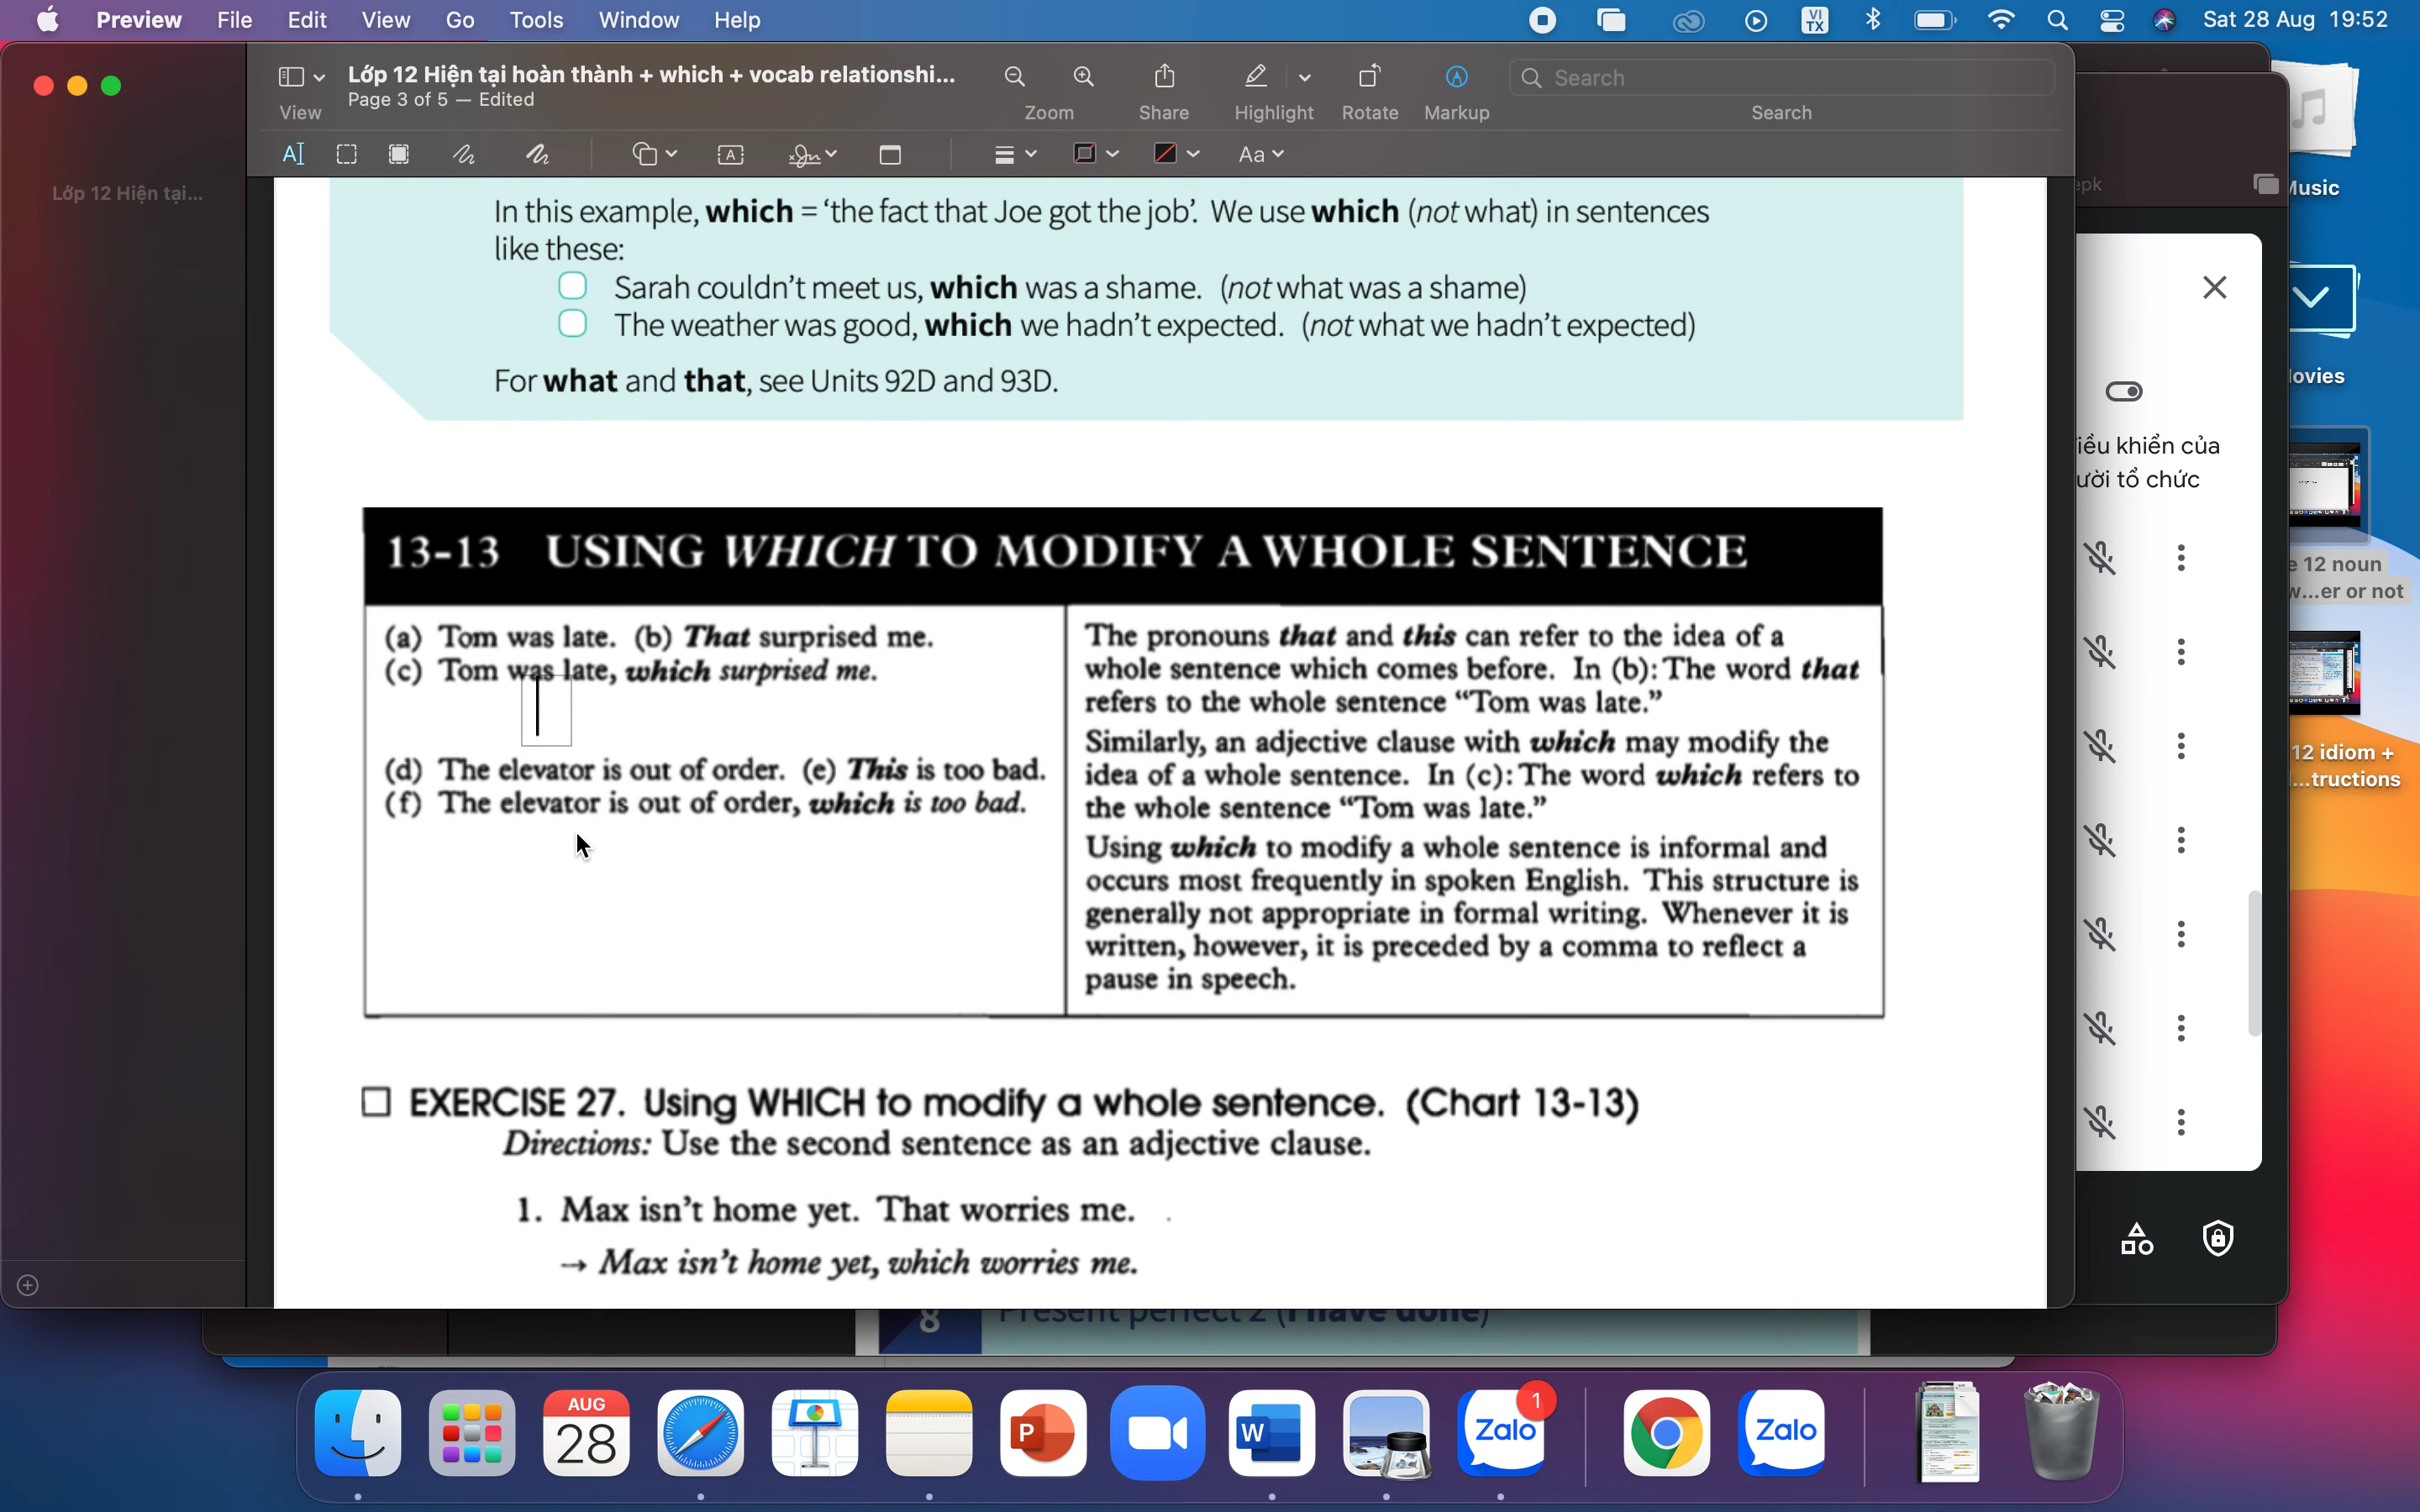 Preview File Edit View Go Tools Window Help
VI TX
Sat 28 Aug 19:52
Lớp 12 Hiện tại hoàn thành + which + vocab relationshi...
Page 3 of 5 — Edited
View Zoom Share Highlight Rotate Markup Search
Search
Aa
Lớp 12 Hiện tại...
In this example, which = ‘the fact that Joe got the job’. We use which (not what) in sentences
like these:
Sarah couldn’t meet us, which was a shame. (not what was a shame)
The weather was good, which we hadn’t expected. (not what we hadn’t expected)
For what and that, see Units 92D and 93D.
13-13 USING WHICH TO MODIFY A WHOLE SENTENCE
(a) Tom was late. (b) That surprised me.
(c) Tom was late, which surprised me.
(d) The elevator is out of order. (e) This is too bad.
(f) The elevator is out of order, which is too bad.
The pronouns that and this can refer to the idea of a
whole sentence which comes before. In (b): The word that
refers to the whole sentence “Tom was late.”
Similarly, an adjective clause with which may modify the
idea of a whole sentence. In (c): The word which refers to
the whole sentence “Tom was late.”
Using which to modify a whole sentence is informal and
occurs most frequently in spoken English. This structure is
generally not appropriate in formal writing. Whenever it is
written, however, it is preceded by a comma to reflect a
pause in speech.
EXERCISE 27. Using WHICH to modify a whole sentence. (Chart 13-13)
Directions: Use the second sentence as an adjective clause.
1. Max isn’t home yet. That worries me.
→ Max isn’t home yet, which worries me.
epk
iều khiển của
ười tổ chức
Music
ovies
e 12 noun
w...er or not
12 idiom +
l...tructions
8 Present perfect 2 (I have done)
AUG
28
P
W
Zalo
1
Zalo